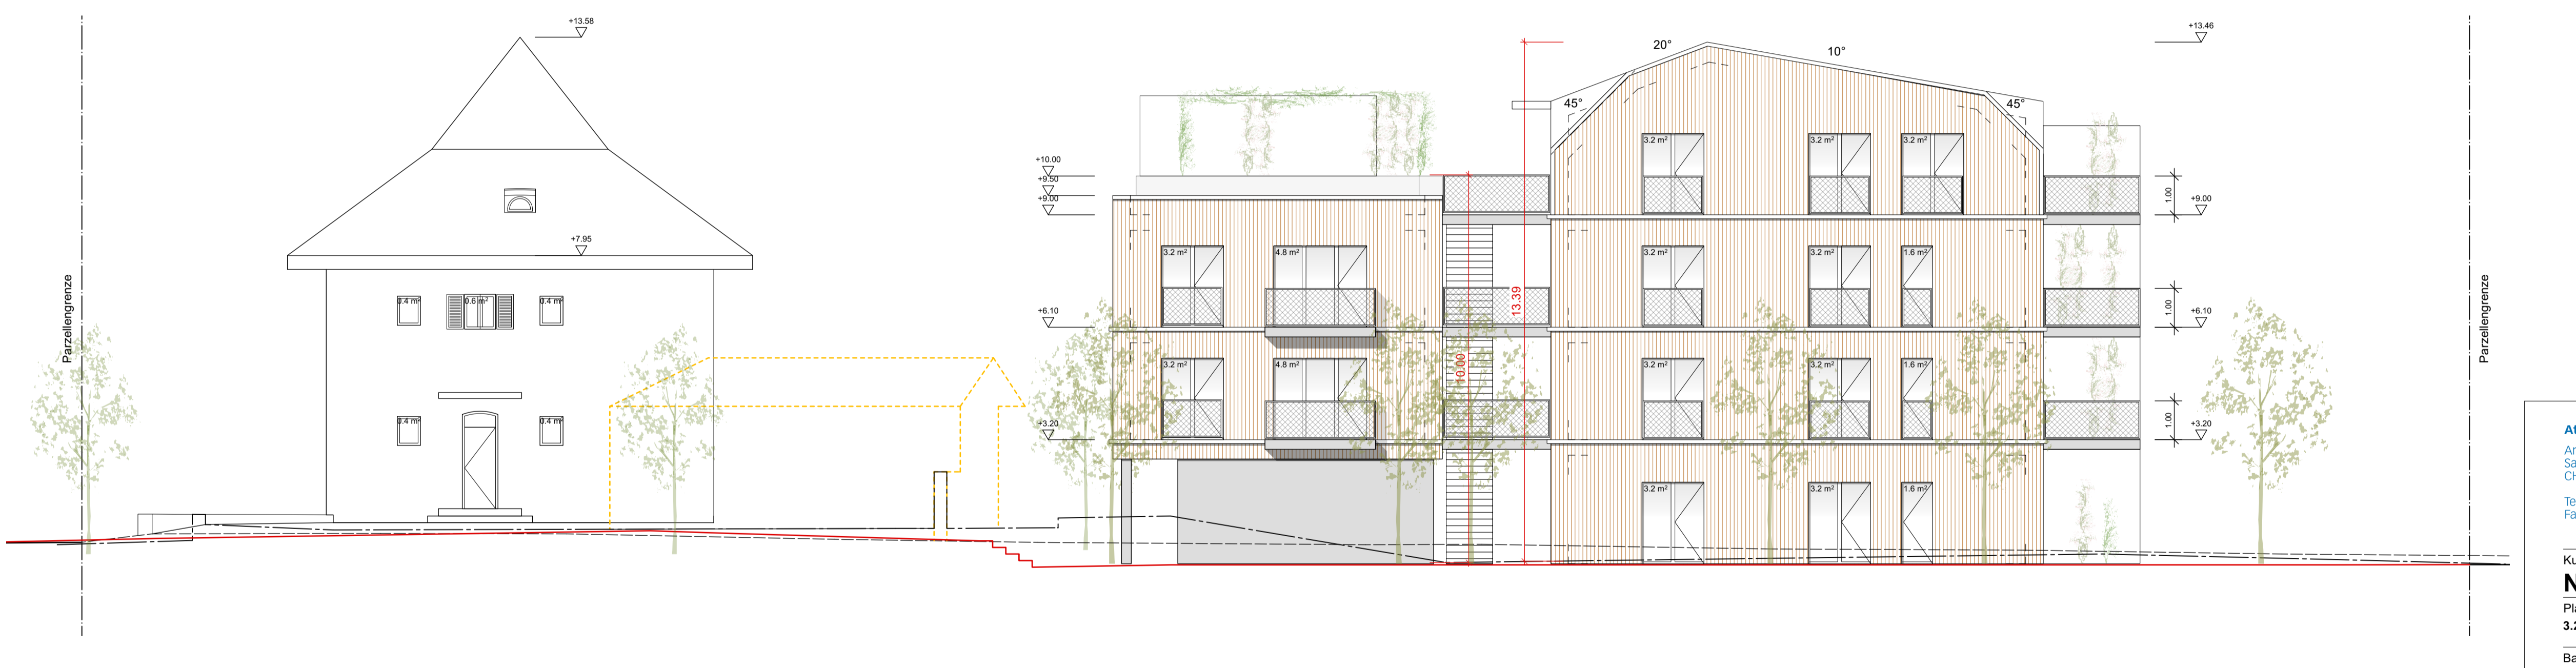 +13.58
+13.46
20°
10°
45°
45°
+10.00
+9.50
+9.00
3.2 m²
3.2 m²
3.2 m²
1.00
+9.00
+7.95
3.2 m²
4.8 m²
3.2 m²
3.2 m²
1.6 m²
Parzellengrenze
Parzellengrenze
0.4 m²
0.6 m²
0.4 m²
13.39
+6.10
1.00
+6.10
3.2 m²
4.8 m²
10.00
3.2 m²
3.2 m²
1.6 m²
0.4 m²
0.4 m²
+3.20
1.00
+3.20
3.2 m²
3.2 m²
1.6 m²